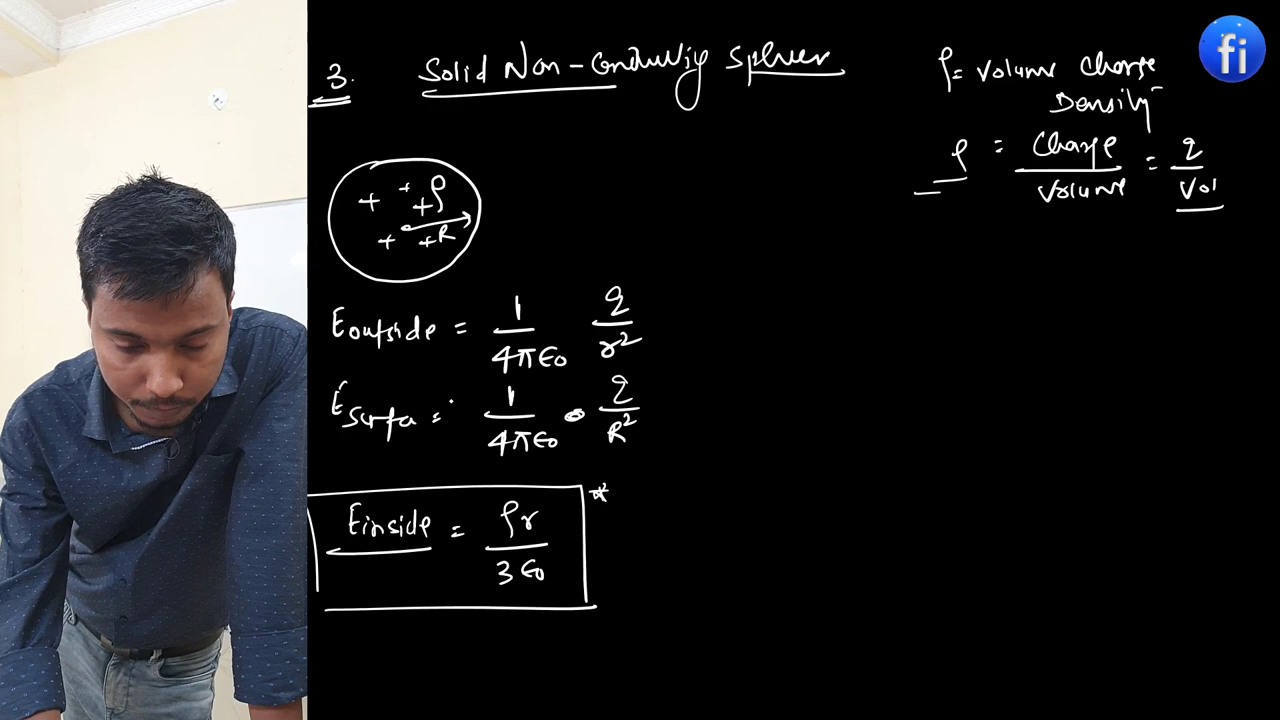 3. Solid Non-conducting Sphere
ρ = Volume Charge
Density
ρ = Charge / Volume = q / Vol
+ + + ρ
+ + R
Eoutside = 1 / 4πϵ0 q / r²
Esurfa = 1 / 4πϵ0 · q / R²
Einside = ρr / 3ϵ0 *
fi